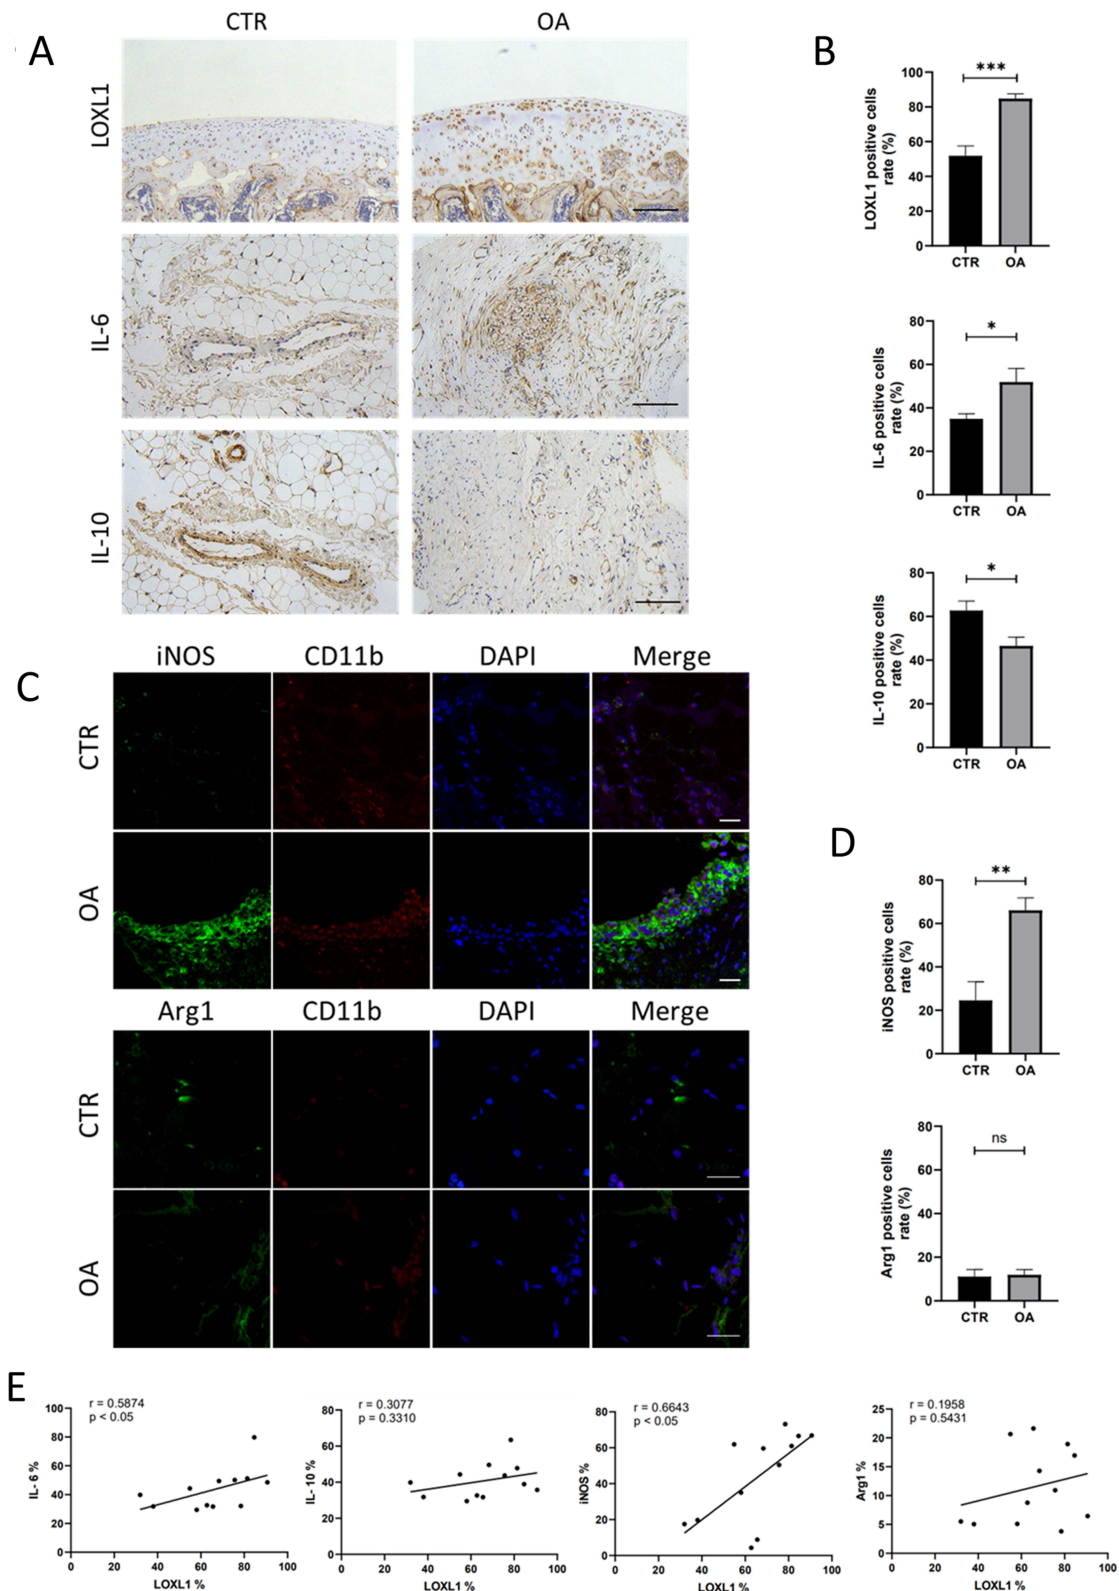 A
CTR
OA
LOXL1
IL-6
IL-10
B
LOXL1 positive cells
rate (%)
100
80
60
40
20
0
***
CTR
OA
IL-6 positive cells
rate (%)
80
60
40
20
0
*
CTR
OA
IL-10 positive cells
rate (%)
80
60
40
20
0
*
CTR
OA
C
iNOS
CD11b
DAPI
Merge
CTR
OA
Arg1
CD11b
DAPI
Merge
CTR
OA
D
iNOS positive cells
rate (%)
80
60
40
20
0
**
CTR
OA
Arg1 positive cells
rate (%)
80
60
40
20
0
ns
CTR
OA
E
r = 0.5874
p < 0.05
IL- 6 %
100
80
60
40
20
0
0 20 40 60 80 100
LOXL1 %
r = 0.3077
p = 0.3310
IL- 10 %
80
60
40
20
0
0 20 40 60 80 100
LOXL1 %
r = 0.6643
p < 0.05
iNOS %
80
60
40
20
0
0 20 40 60 80 100
LOXL1 %
r = 0.1958
p = 0.5431
Arg1 %
25
20
15
10
5
0
0 20 40 60 80 100
LOXL1 %